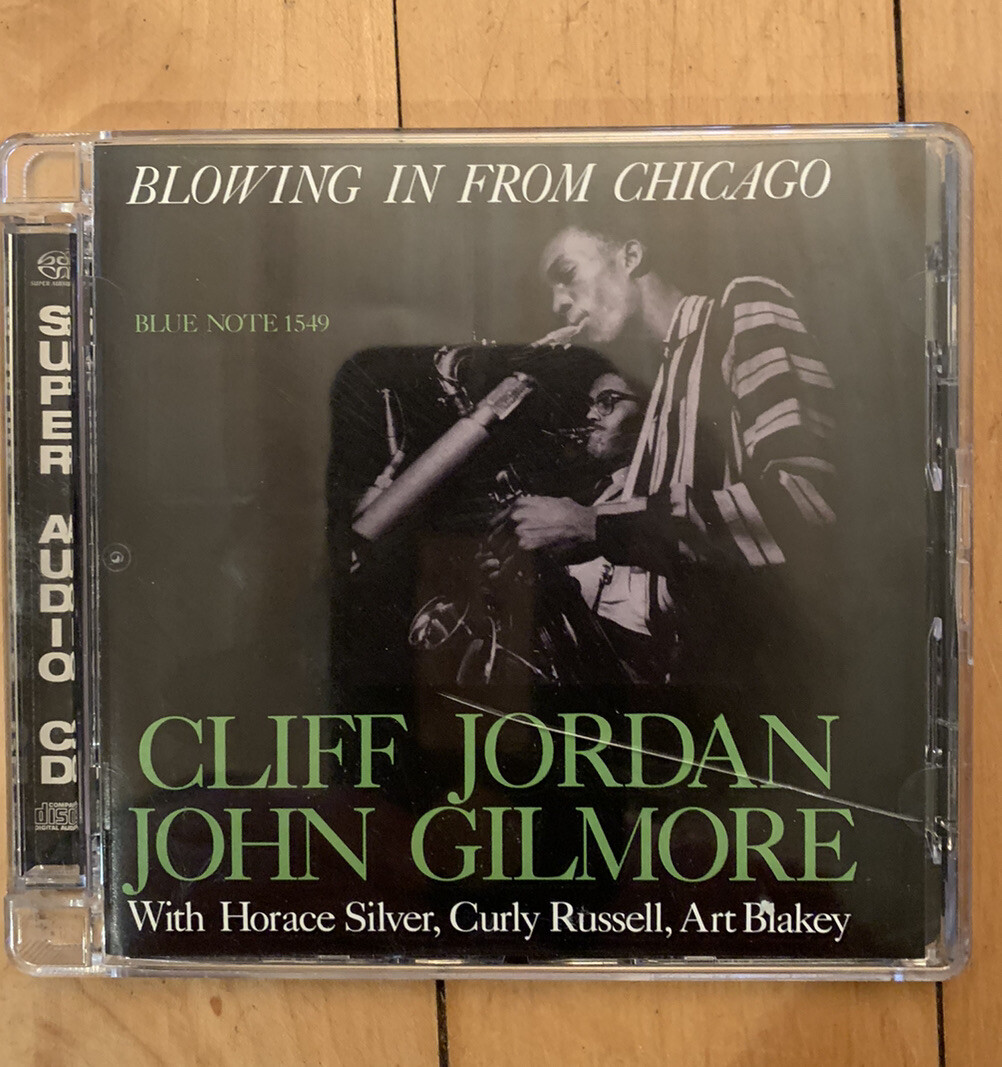 BLOWING IN FROM CHICAGO
BLUE NOTE 1549
CLIFF JORDAN
JOHN GILMORE
With Horace Silver, Curly Russell, Art Blakey
SUPER AUDIO CD